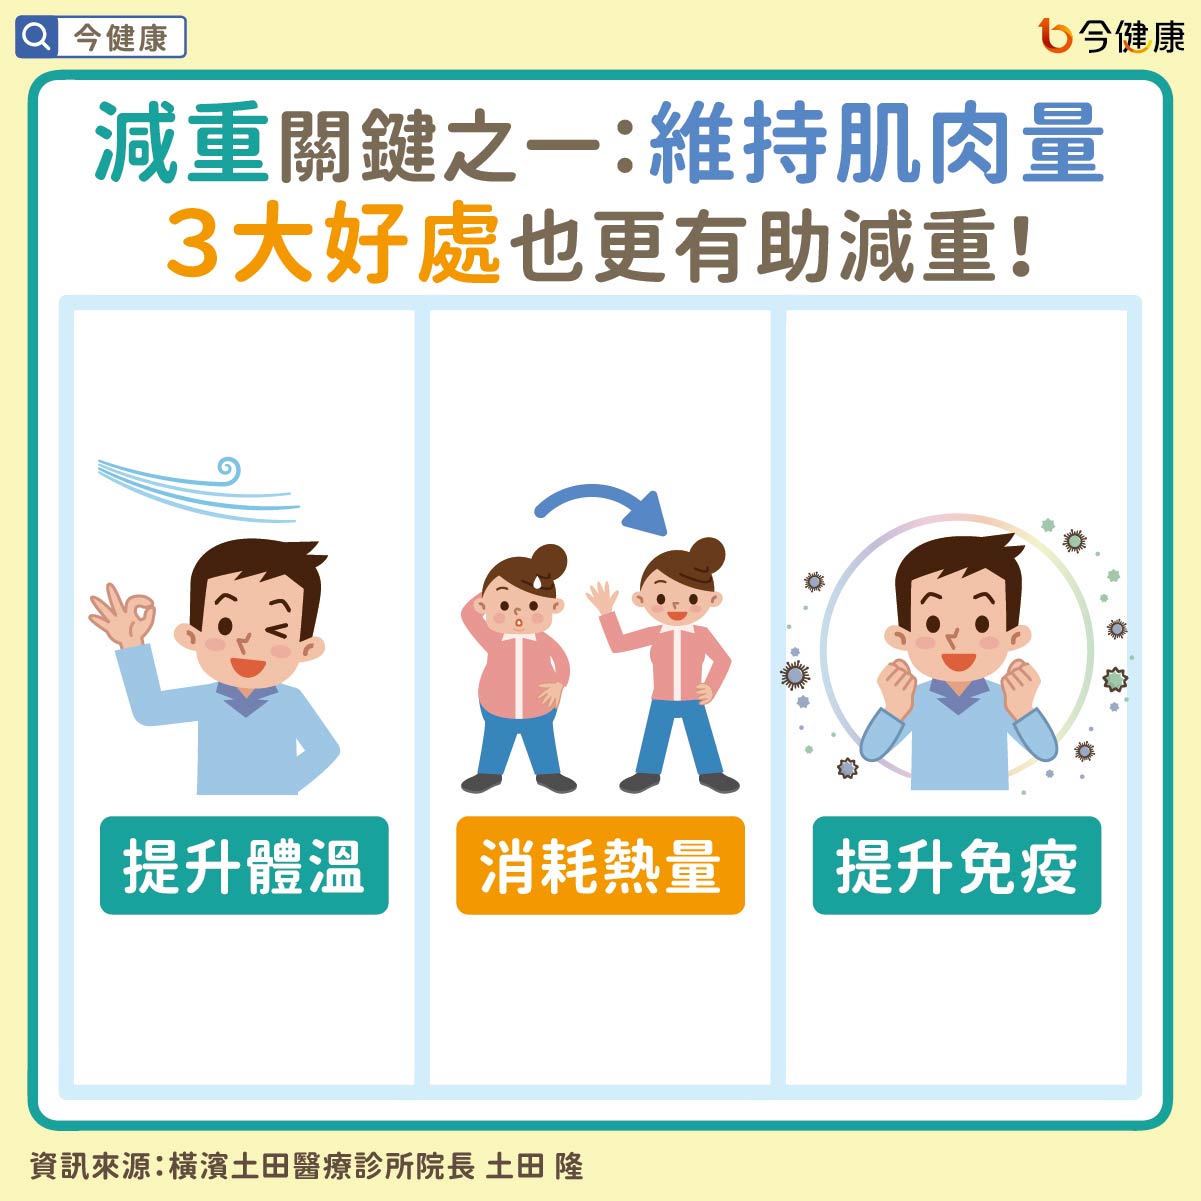 今健康
今健康
減重關鍵之一：維持肌肉量
3大好處也更有助減重！
提升體溫
消耗熱量
提升免疫
資訊來源：橫濱土田醫療診所院長 土田 隆